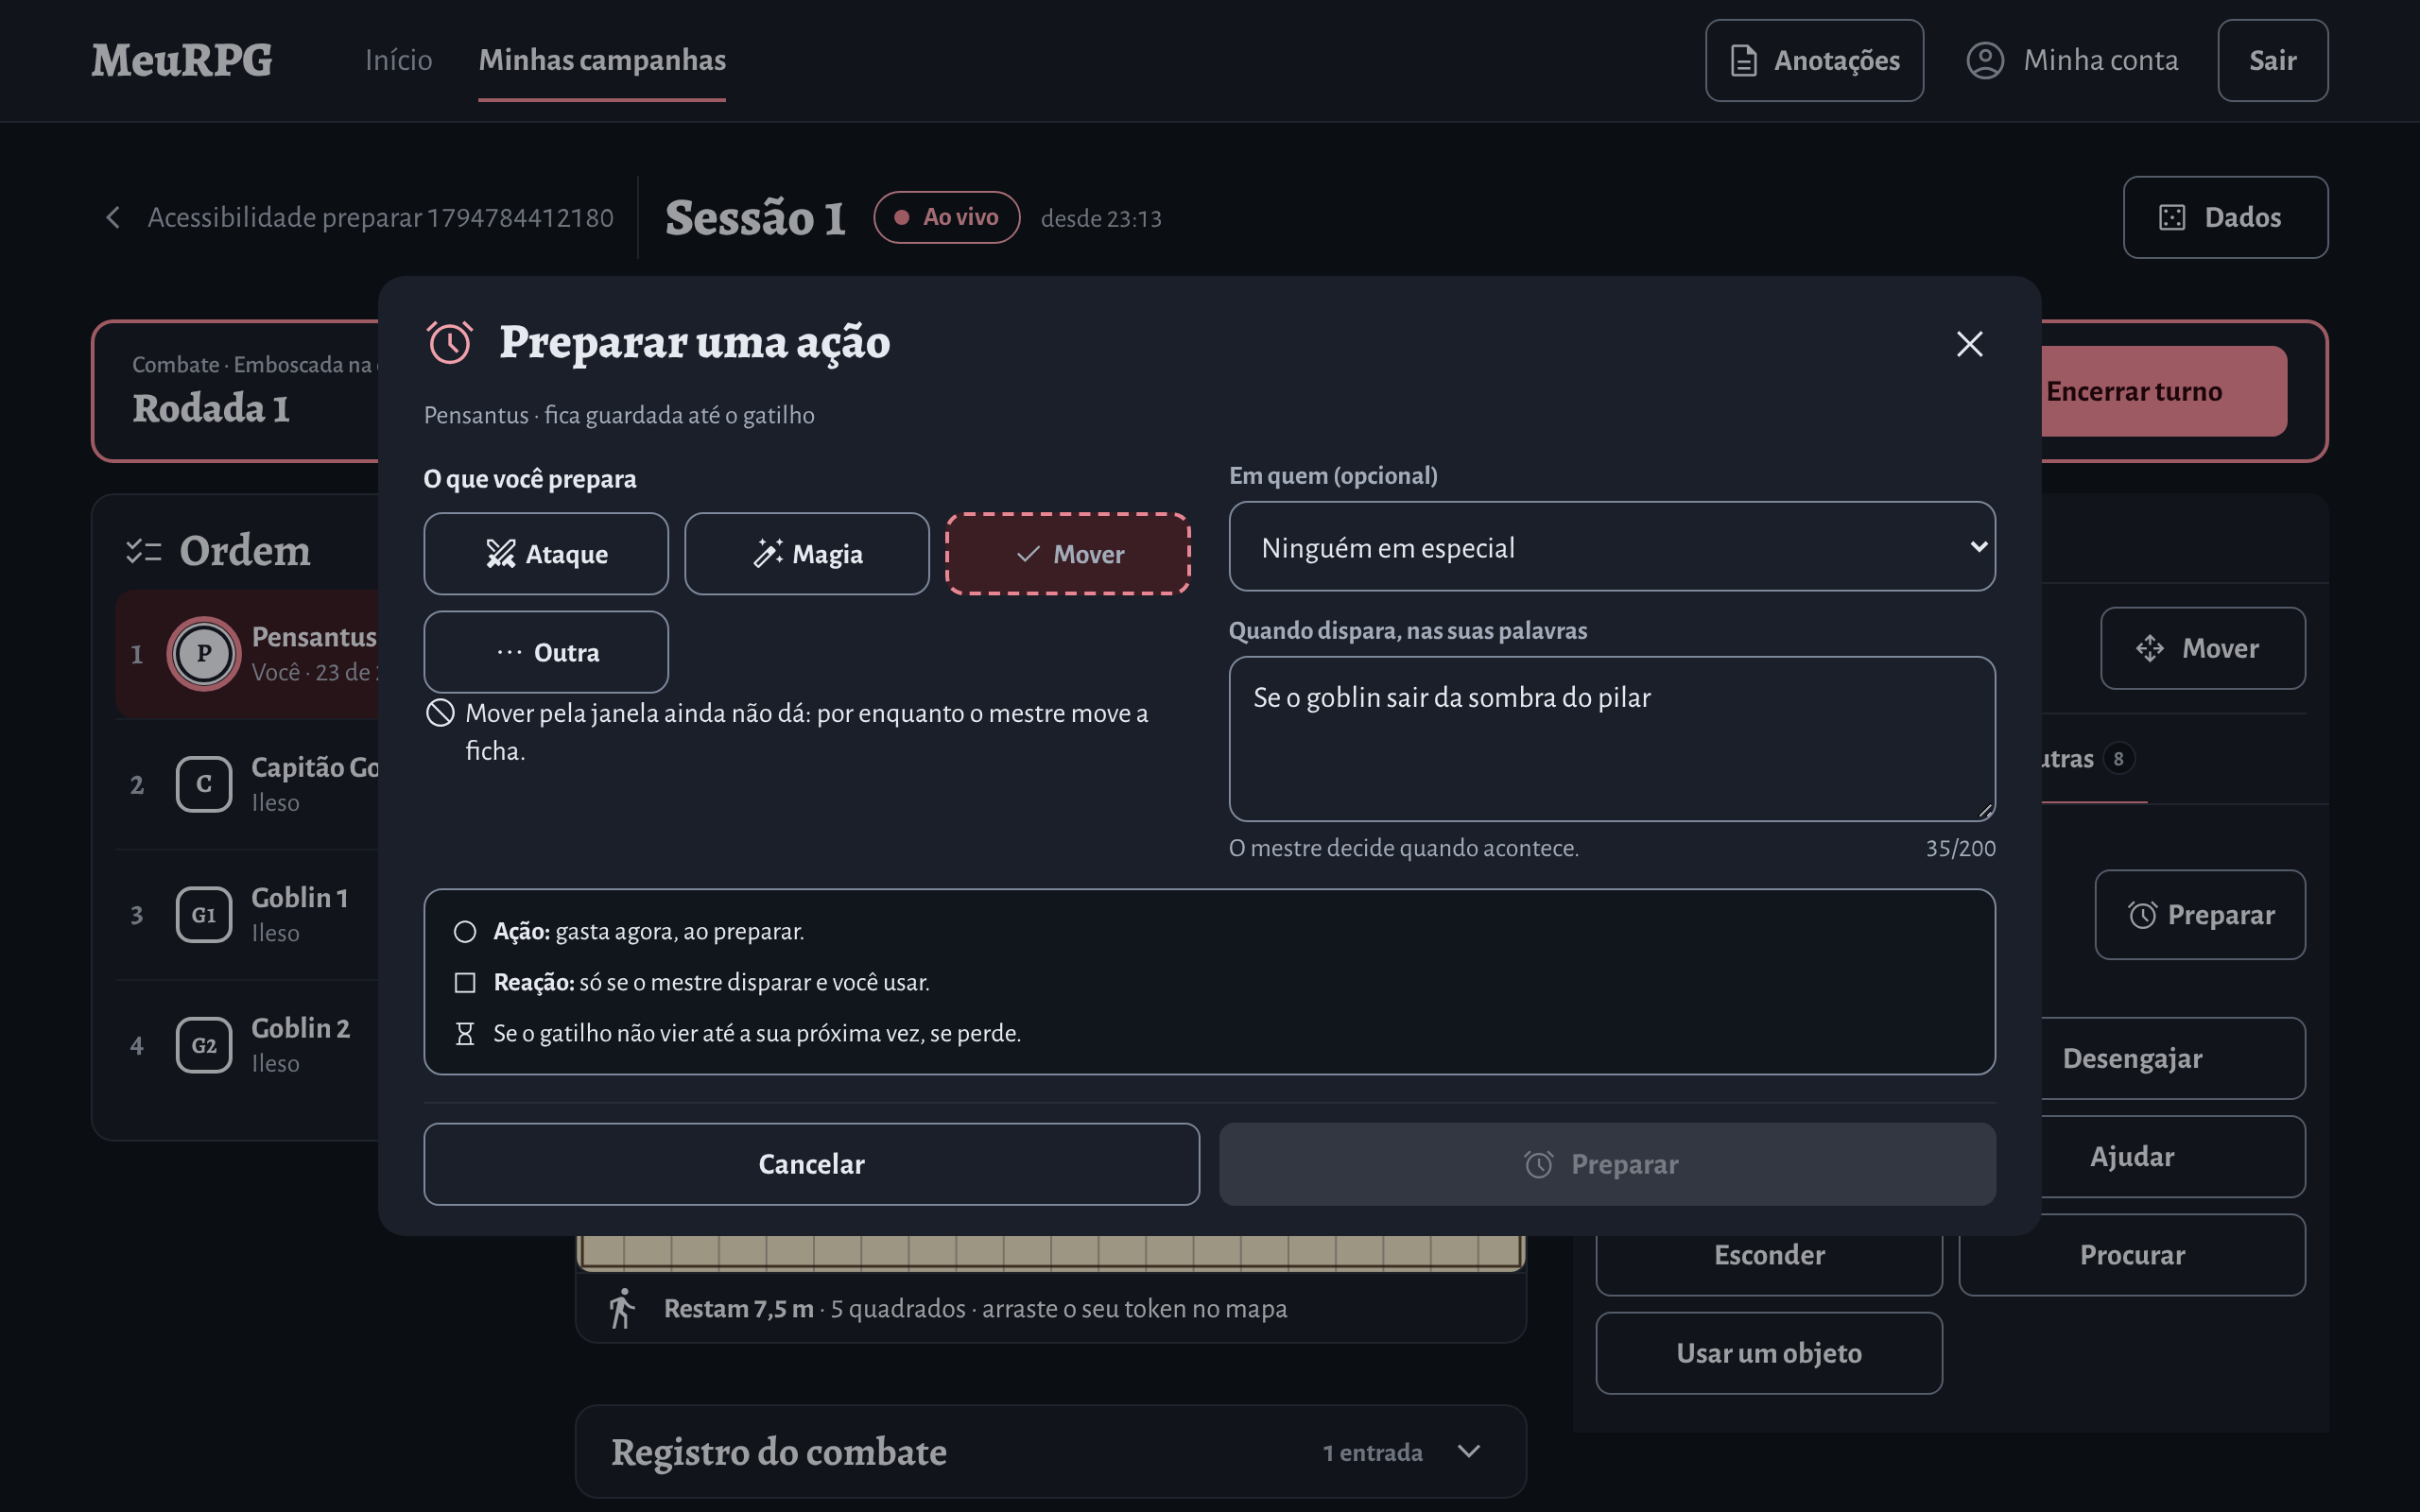 MeuRPG
Início
Minhas campanhas
Anotações
Minha conta
Sair
Acessibilidade preparar 1794784412180
Sessão 1
Ao vivo
desde 23:13
Dados
Combate · Emboscada na
Rodada 1
Encerrar turno
Preparar uma ação
Pensantus · fica guardada até o gatilho
O que você prepara
Ataque
Magia
Mover
Outra
Mover pela janela ainda não dá: por enquanto o mestre move a
ficha.
Em quem (opcional)
Ninguém em especial
Quando dispara, nas suas palavras
Se o goblin sair da sombra do pilar
O mestre decide quando acontece.
35/200
Ação: gasta agora, ao preparar.
Reação: só se o mestre disparar e você usar.
Se o gatilho não vier até a sua próxima vez, se perde.
Cancelar
Preparar
Ordem
1
P
Pensantus
Você · 23 de
2
C
Capitão Go
Ileso
3
G1
Goblin 1
Ileso
4
G2
Goblin 2
Ileso
Mover
utras
8
Preparar
Desengajar
Ajudar
Esconder
Procurar
Usar um objeto
Restam 7,5 m · 5 quadrados · arraste o seu token no mapa
Registro do combate
1 entrada